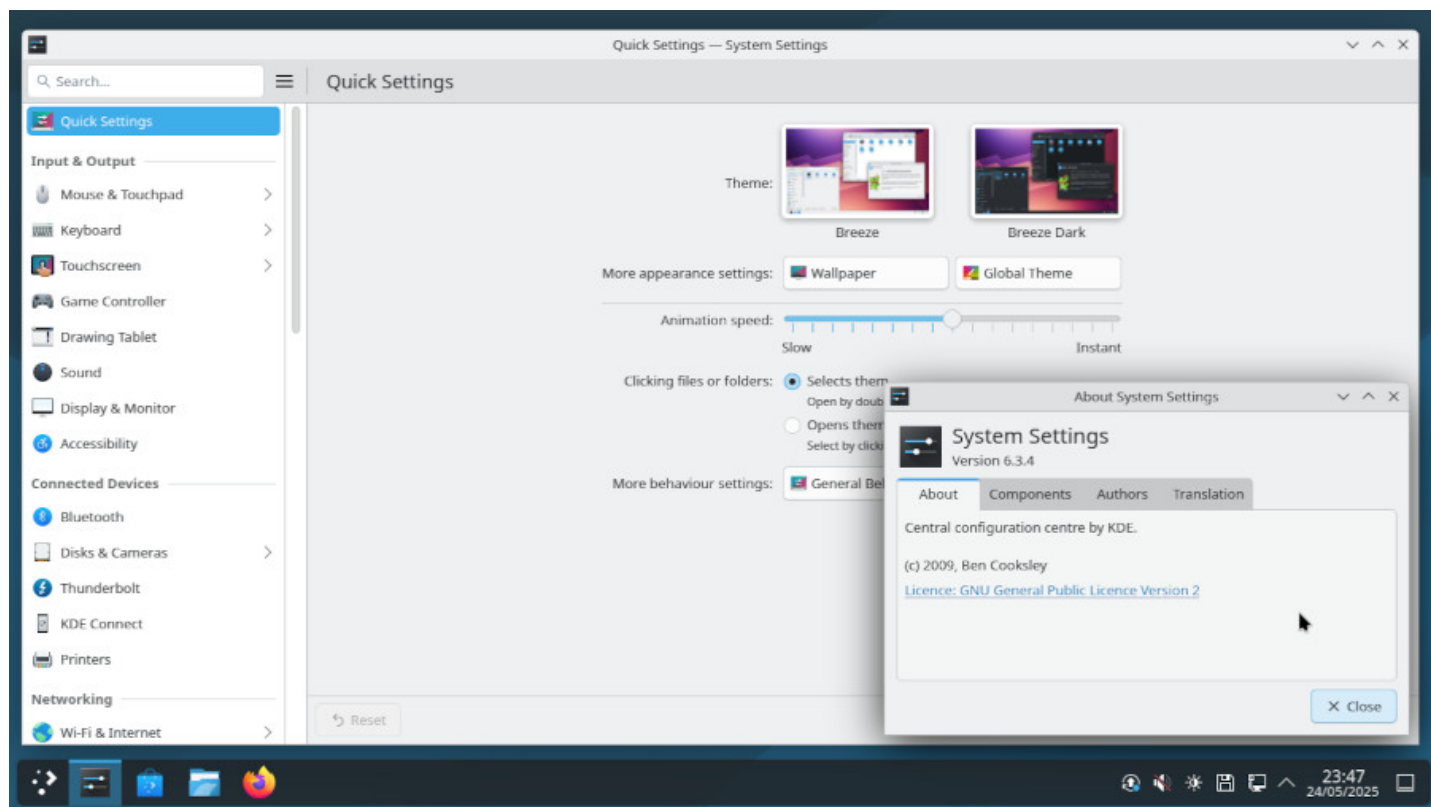 Quick Settings — System Settings
Search...
Quick Settings
Quick Settings
Input & Output
Mouse & Touchpad
Keyboard
Touchscreen
Game Controller
Drawing Tablet
Sound
Display & Monitor
Accessibility
Connected Devices
Bluetooth
Disks & Cameras
Thunderbolt
KDE Connect
Printers
Networking
Wi-Fi & Internet
Theme:
Breeze
Breeze Dark
More appearance settings:
Wallpaper
Global Theme
Animation speed:
Slow
Instant
Clicking files or folders:
Selects them
Open by doub
Opens them
Select by clicki
More behaviour settings:
General Be
Reset
About System Settings
System Settings
Version 6.3.4
About
Components
Authors
Translation
Central configuration centre by KDE.
(c) 2009, Ben Cooksley
Licence: GNU General Public Licence Version 2
Close
23:47
24/05/2025